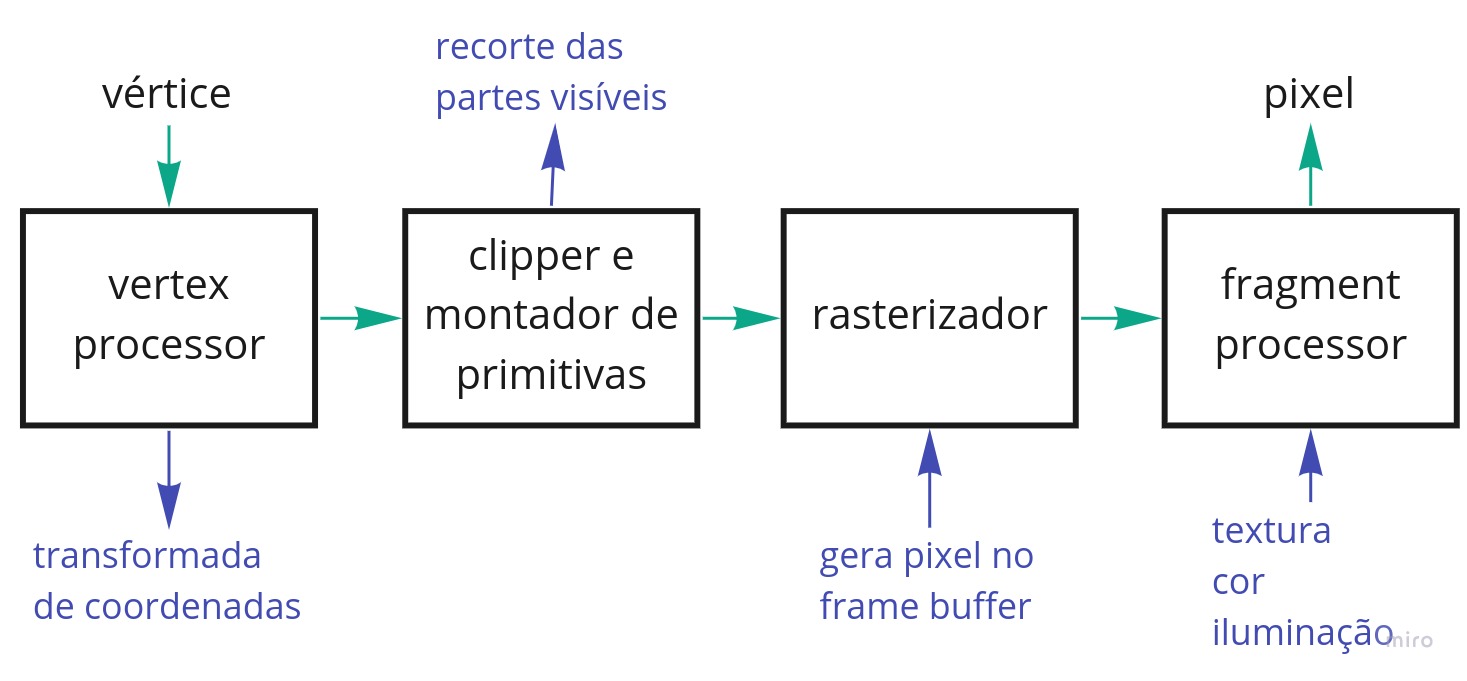 vértice
recorte das
partes visíveis
pixel
vertex
processor
clipper e
montador de
primitivas
rasterizador
fragment
processor
transformada
de coordenadas
gera pixel no
frame buffer
textura
cor
iluminação
miro